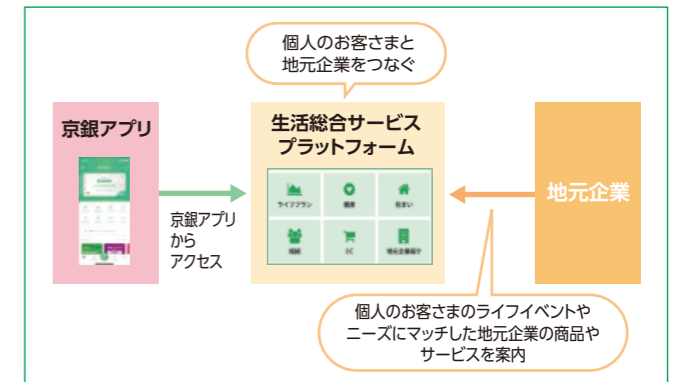 個人のお客さまと
地元企業をつなぐ
京銀アプリ
生活総合サービス
プラットフォーム
ライフプラン
健康
住まい
相続
EC
地元企業紹介
京銀アプリ
から
アクセス
地元企業
個人のお客さまのライフイベントや
ニーズにマッチした地元企業の商品や
サービスを案内